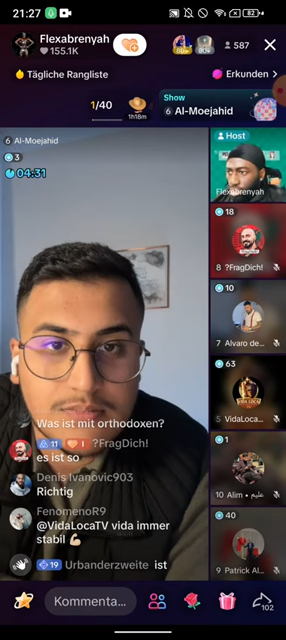 21:27
82
Flexabrenyah
155.1K
587
Tägliche Rangliste
Erkunden >
1/40
1h18m
Show
6 Al-Moejahid
6 Al-Moejahid
3
04:31
Host
Flexabrenyah
18
8 ?FragDich!
10
7 Alvaro de...
63
5 VidaLoca...
1
10 Alim • عليم
40
9 Patrick Al...
Was ist mit orthodoxen?
11 1 ?FragDich!
es ist so
Denis Ivanovic903
Richtig
FenomenoR9
@VidaLocaTV vida immer
stabil 💪🏼
19 Urbanderzweite ist
Kommenta...
102